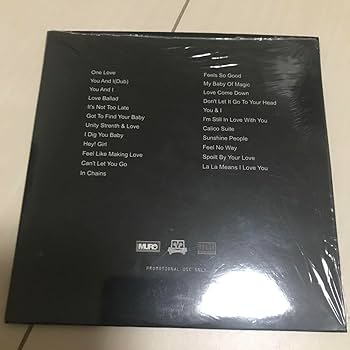 One Love
You And I(Dub)
You And I
Love Ballad
It's Not Too Late
Got To Find Your Baby
Unity Strenth & Love
I Dig You Baby
Hey! Girl
Feel Like Making Love
Can't Let You Go
In Chains
Feels So Good
My Baby Of Magic
Love Come Down
Don't Let It Go To Your Head
You & I
I'm Still In Love With You
Calico Suite
Sunshine People
Feel No Way
Spoilt By Your Love
La La Means I Love You
MURO
PROMOTIONAL USE ONLY